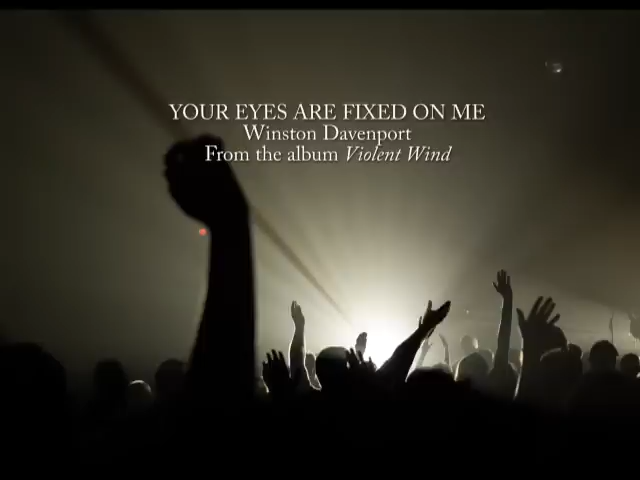 YOUR EYES ARE FIXED ON ME
Winston Davenport
From the album Violent Wind